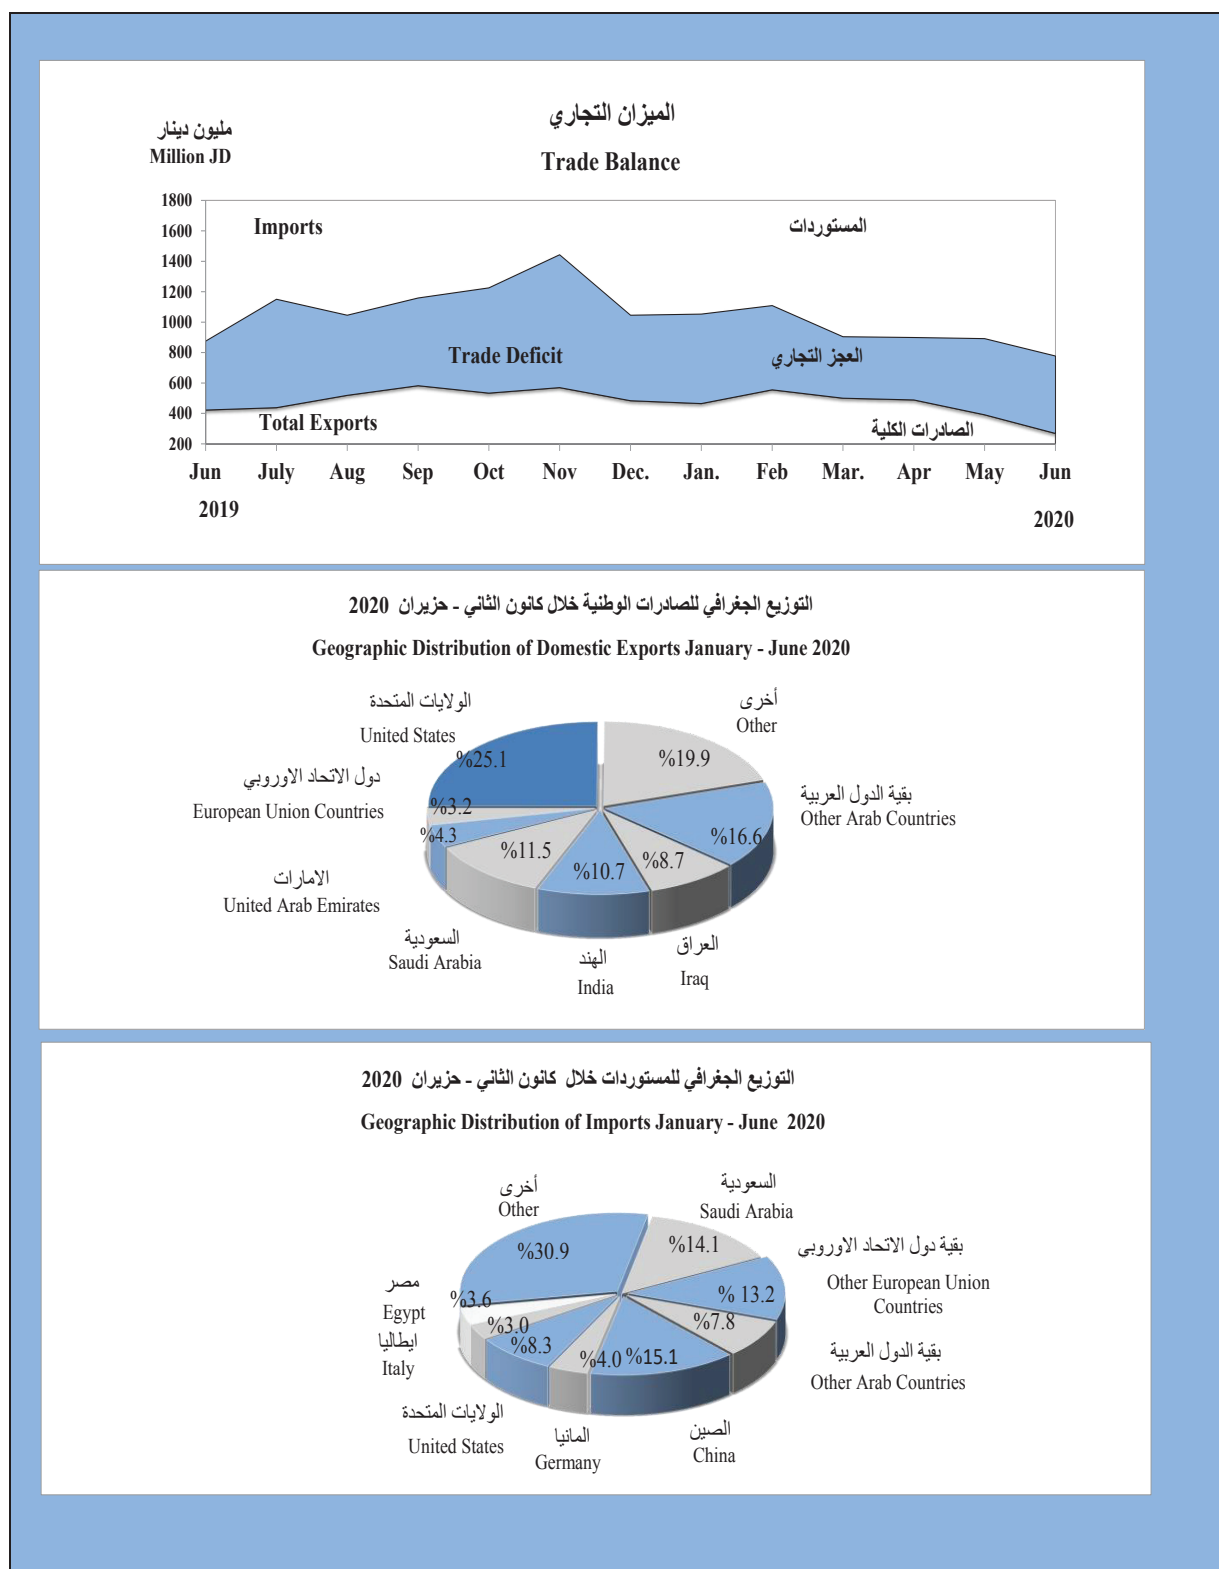 الميزان التجاري
مليون دينار
Million JD
Trade Balance
1800
1600
1400
1200
1000
800
600
400
200
Imports
المستوردات
Trade Deficit
العجز التجاري
Total Exports
الصادرات الكلية
Jun July Aug Sep Oct Nov Dec. Jan. Feb Mar. Apr May Jun
2019
2020
التوزيع الجغرافي للصادرات الوطنية خلال كانون الثاني - حزيران 2020
Geographic Distribution of Domestic Exports January - June 2020
الولايات المتحدة
United States
%25.1
أخرى
Other
%19.9
دول الاتحاد الاوروبي
European Union Countries
%3.2
بقية الدول العربية
Other Arab Countries
%16.6
%4.3
الامارات
United Arab Emirates
%11.5
السعودية
Saudi Arabia
%10.7
الهند
India
%8.7
العراق
Iraq
التوزيع الجغرافي للمستوردات خلال كانون الثاني - حزيران 2020
Geographic Distribution of Imports January - June 2020
أخرى
Other
%30.9
السعودية
Saudi Arabia
%14.1
بقية دول الاتحاد الاوروبي
Other European Union
Countries
% 13.2
مصر
Egypt
%3.6
ايطاليا
Italy
%3.0
%7.8
بقية الدول العربية
Other Arab Countries
%8.3
الولايات المتحدة
United States
%4.0
المانيا
Germany
%15.1
الصين
China